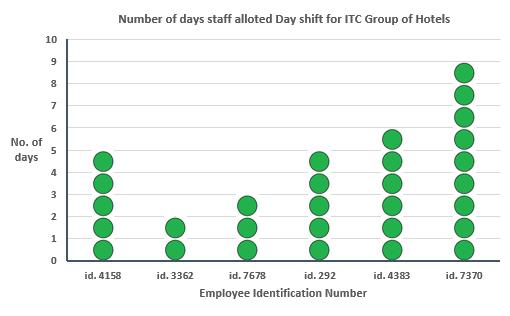 Number of days staff alloted Day shift for ITC Group of Hotels
10
9
8
7
6
No. of
days
5
4
3
2
1
0
id. 4158 id. 3362 id. 7678 id. 292 id. 4383 id. 7370
Employee Identification Number